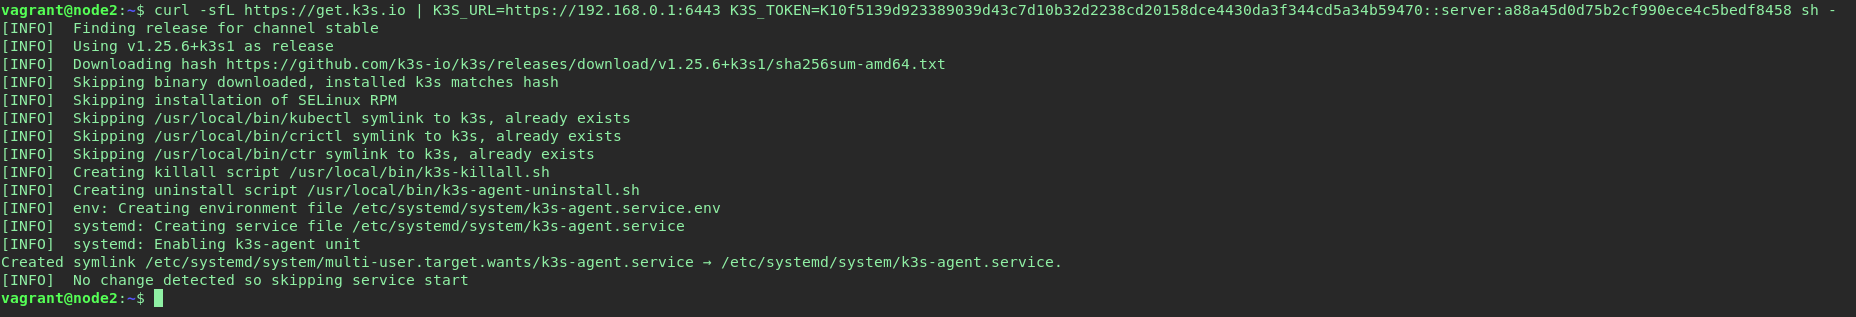 vagrant@node2:~$ curl -sfL https://get.k3s.io | K3S_URL=https://192.168.0.1:6443 K3S_TOKEN=K10f5139d923389039d43c7d10b32d2238cd20158dce4430da3f344cd5a34b59470::server:a88a45d0d75b2cf990ece4c5bedf8458 sh -
[INFO]  Finding release for channel stable
[INFO]  Using v1.25.6+k3s1 as release
[INFO]  Downloading hash https://github.com/k3s-io/k3s/releases/download/v1.25.6+k3s1/sha256sum-amd64.txt
[INFO]  Skipping binary downloaded, installed k3s matches hash
[INFO]  Skipping installation of SELinux RPM
[INFO]  Skipping /usr/local/bin/kubectl symlink to k3s, already exists
[INFO]  Skipping /usr/local/bin/crictl symlink to k3s, already exists
[INFO]  Skipping /usr/local/bin/ctr symlink to k3s, already exists
[INFO]  Creating killall script /usr/local/bin/k3s-killall.sh
[INFO]  Creating uninstall script /usr/local/bin/k3s-agent-uninstall.sh
[INFO]  env: Creating environment file /etc/systemd/system/k3s-agent.service.env
[INFO]  systemd: Creating service file /etc/systemd/system/k3s-agent.service
[INFO]  systemd: Enabling k3s-agent unit
Created symlink /etc/systemd/system/multi-user.target.wants/k3s-agent.service → /etc/systemd/system/k3s-agent.service.
[INFO]  No change detected so skipping service start
vagrant@node2:~$